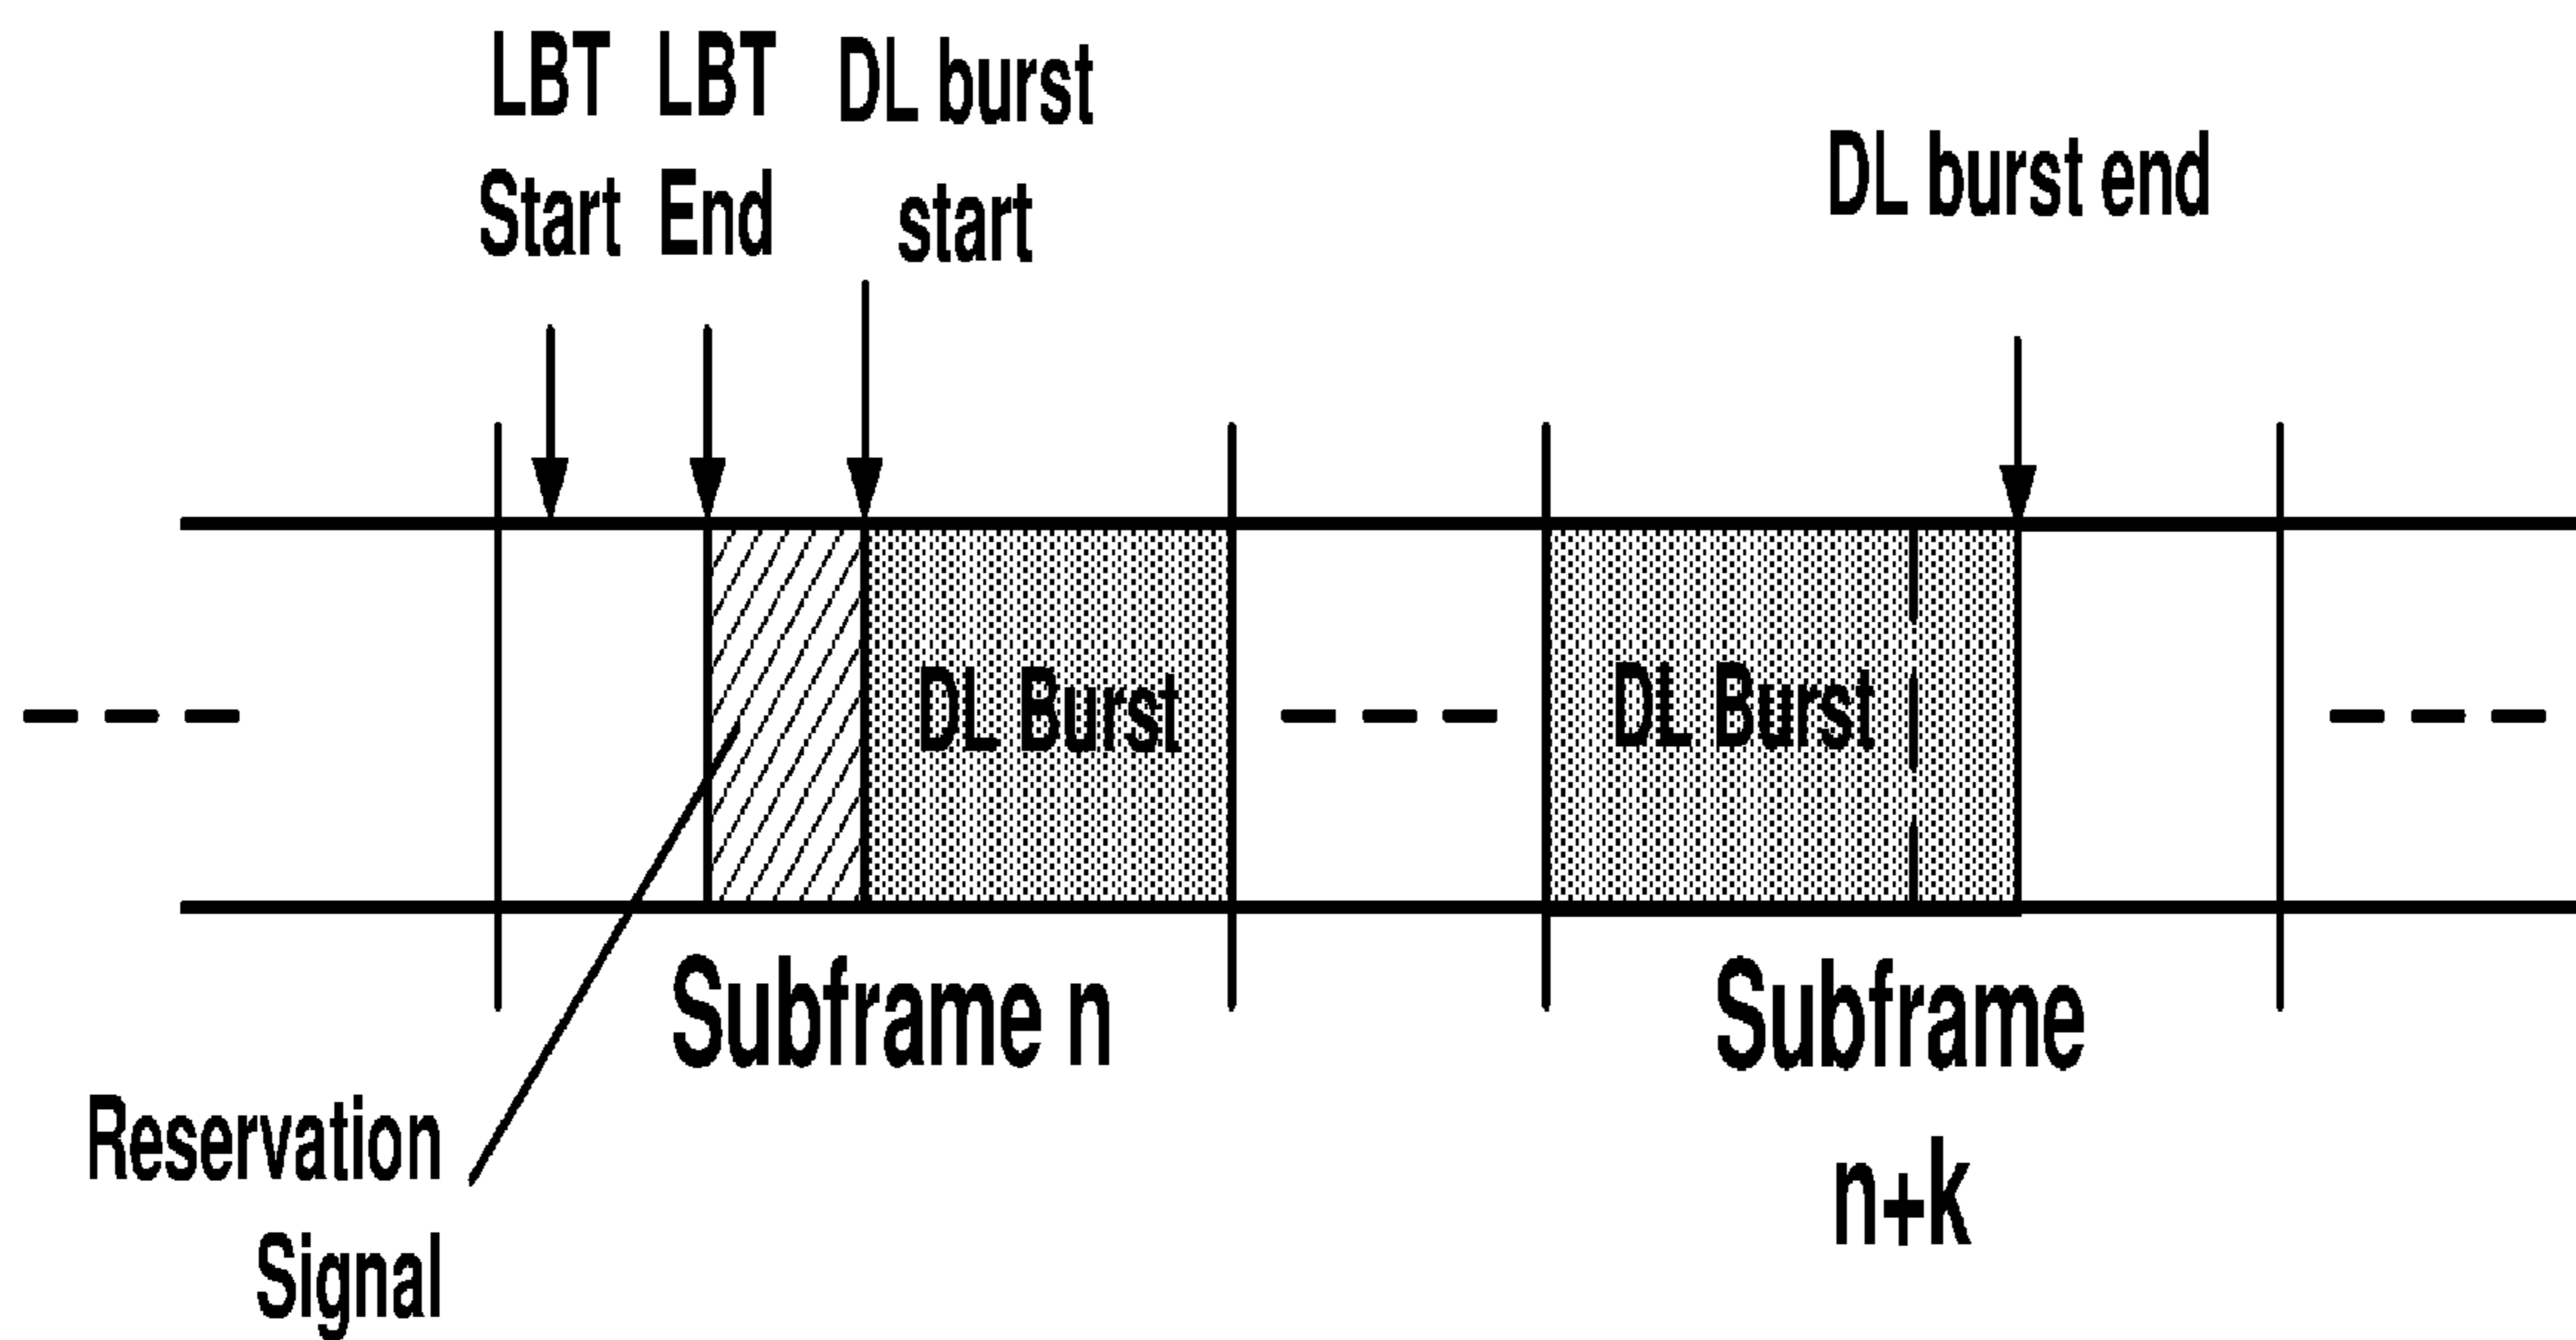 LBT
Start
LBT
End
DL burst
start
DL burst end
DL Burst
DL Burst
Subframe n
Subframe
n+k
Reservation
Signal